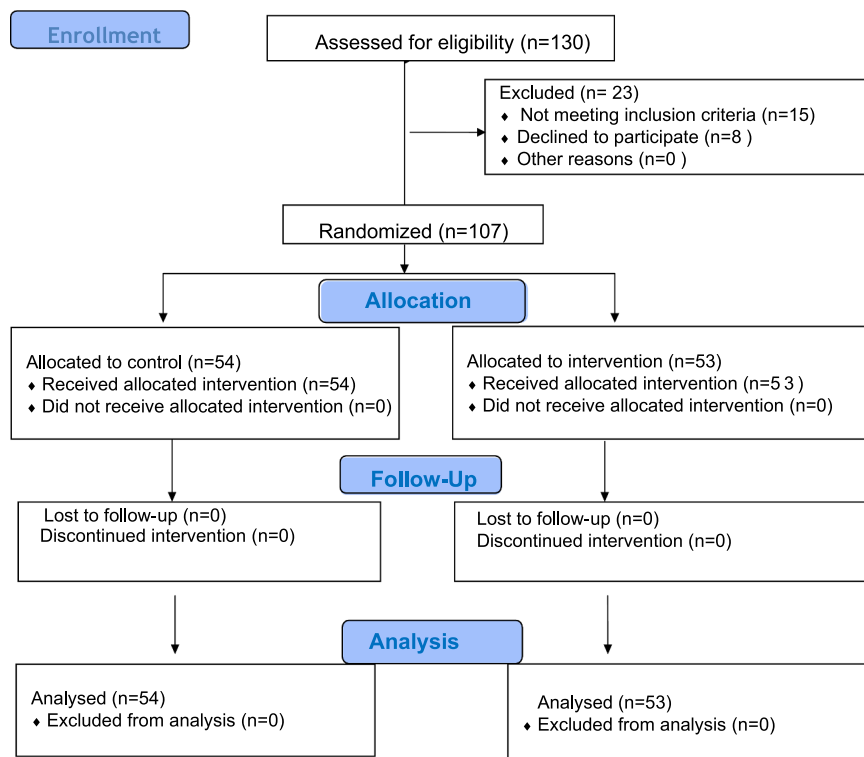 Enrollment
Assessed for eligibility (n=130)
Excluded (n= 23)
♦ Not meeting inclusion criteria (n=15)
♦ Declined to participate (n=8 )
♦ Other reasons (n=0 )
Randomized (n=107)
Allocation
Allocated to control (n=54)
♦ Received allocated intervention (n=54)
♦ Did not receive allocated intervention (n=0)
Allocated to intervention (n=53)
♦ Received allocated intervention (n=5 3 )
♦ Did not receive allocated intervention (n=0)
Follow-Up
Lost to follow-up (n=0)
Discontinued intervention (n=0)
Lost to follow-up (n=0)
Discontinued intervention (n=0)
Analysis
Analysed (n=54)
♦ Excluded from analysis (n=0)
Analysed (n=53)
♦ Excluded from analysis (n=0)